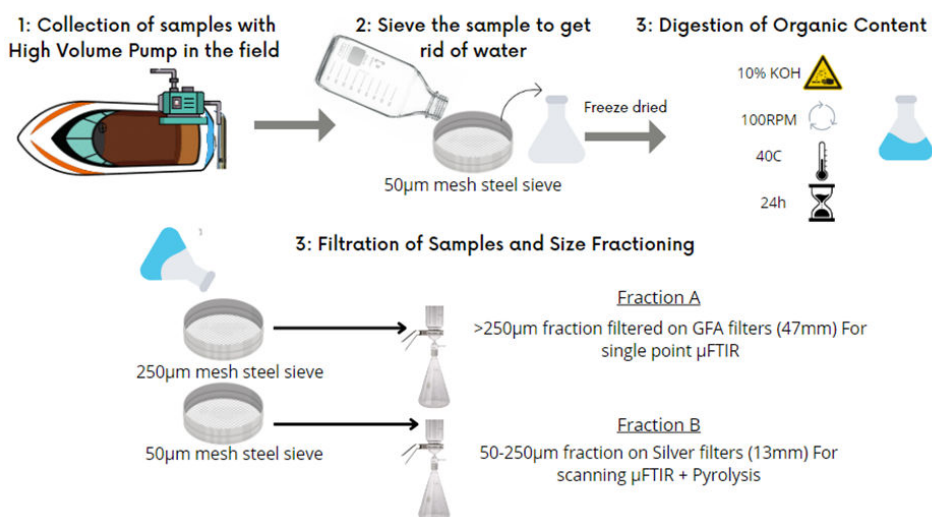 1: Collection of samples with
High Volume Pump in the field
2: Sieve the sample to get
rid of water
50µm mesh steel sieve
Freeze dried
3: Digestion of Organic Content
10% KOH
100RPM
40C
24h
3: Filtration of Samples and Size Fractioning
1
250µm mesh steel sieve
Fraction A
>250µm fraction filtered on GFA filters (47mm) For
single point µFTIR
50µm mesh steel sieve
Fraction B
50-250µm fraction on Silver filters (13mm) For
scanning µFTIR + Pyrolysis